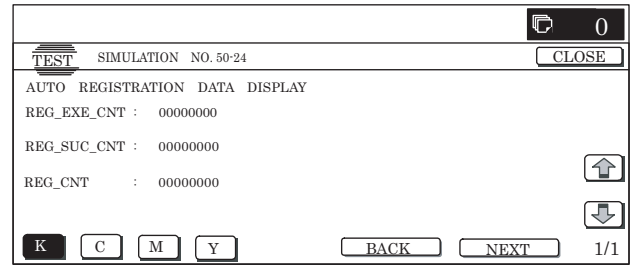 0
TEST SIMULATION NO. 50-24 CLOSE
AUTO REGISTRATION DATA DISPLAY
REG_EXE_CNT : 00000000
REG_SUC_CNT : 00000000
REG_CNT : 00000000
K C M Y BACK NEXT 1/1